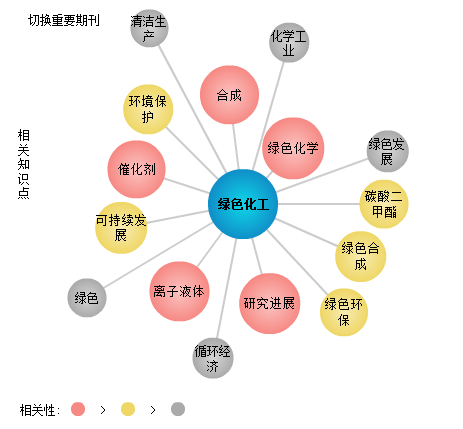 切换重要期刊
清洁生
产
化学工
业
合成
环境保
护
绿色化学
绿色发
展
相
关
知
识
点
催化剂
碳酸二
甲酯
绿色化工
可持续发
展
绿色合
成
离子液体
绿色
研究进展
绿色环
保
循环经
济
相关性: > >